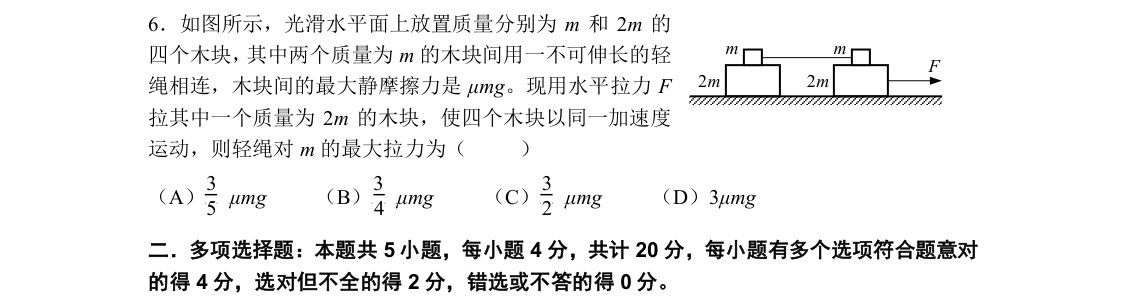 6．如图所示，光滑水平面上放置质量分别为 m 和 2m 的
四个木块，其中两个质量为 m 的木块间用一不可伸长的轻
绳相连，木块间的最大静摩擦力是 μmg。现用水平拉力 F
拉其中一个质量为 2m 的木块，使四个木块以同一加速度
运动，则轻绳对 m 的最大拉力为（　　）
m m F
2m 2m
（A）3/5 μmg （B）3/4 μmg （C）3/2 μmg （D）3μmg
二．多项选择题：本题共 5 小题，每小题 4 分，共计 20 分，每小题有多个选项符合题意对
的得 4 分，选对但不全的得 2 分，错选或不答的得 0 分。